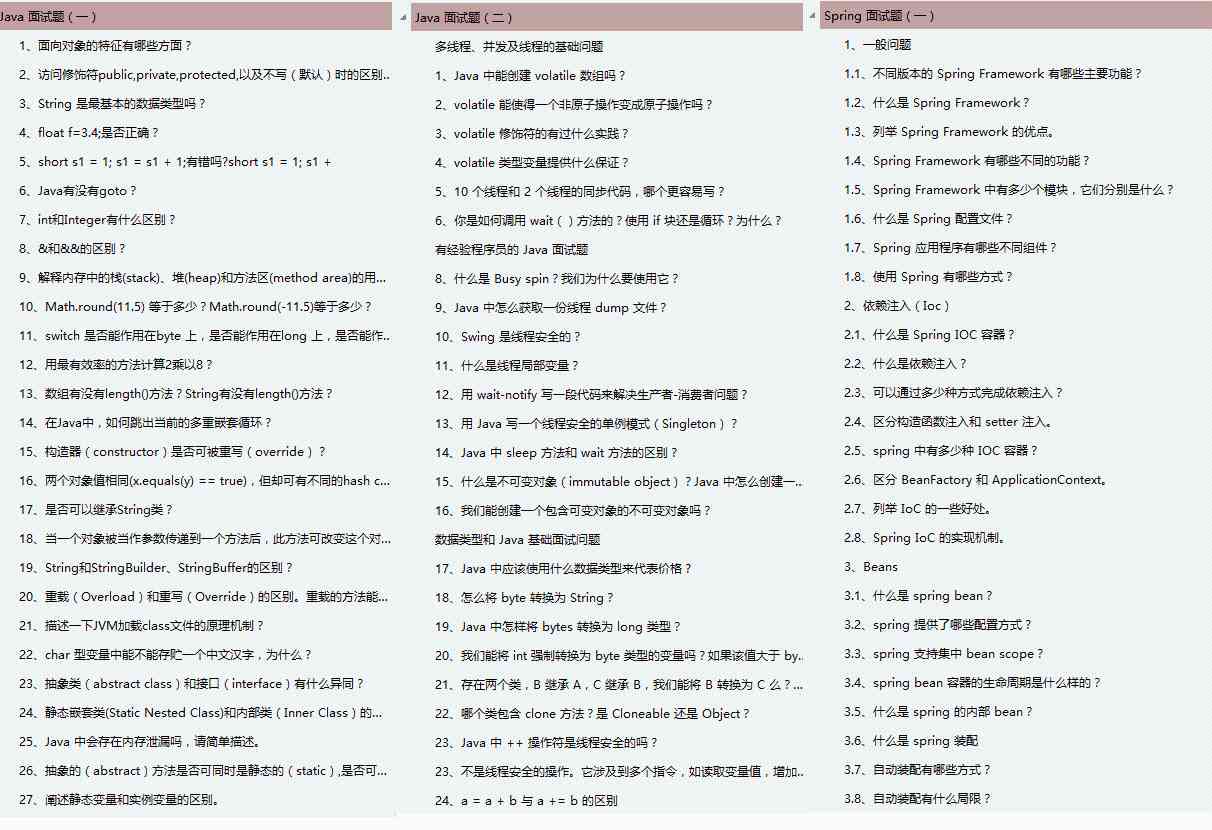 Java 面试题（一）
1、面向对象的特征有哪些方面？
2、访问修饰符public,private,protected,以及不写（默认）时的区别..
3、String 是最基本的数据类型吗？
4、float f=3.4;是否正确？
5、short s1 = 1; s1 = s1 + 1;有错吗?short s1 = 1; s1 +
6、Java有没有goto？
7、int和Integer有什么区别？
8、&和&&的区别？
9、解释内存中的栈(stack)、堆(heap)和方法区(method area)的用...
10、Math.round(11.5) 等于多少？Math.round(-11.5)等于多少？
11、switch 是否能作用在byte 上，是否能作用在long 上，是否能作..
12、用最有效率的方法计算2乘以8？
13、数组有没有length()方法？String有没有length()方法？
14、在Java中，如何跳出当前的多重嵌套循环？
15、构造器（constructor）是否可被重写（override）？
16、两个对象值相同(x.equals(y) == true)，但却可有不同的hash c...
17、是否可以继承String类？
18、当一个对象被当作参数传递到一个方法后，此方法可改变这个对...
19、String和StringBuilder、StringBuffer的区别？
20、重载（Overload）和重写（Override）的区别。重载的方法能...
21、描述一下JVM加载class文件的原理机制？
22、char 型变量中能不能存贮一个中文汉字，为什么？
23、抽象类（abstract class）和接口（interface）有什么异同？
24、静态嵌套类(Static Nested Class)和内部类（Inner Class）的...
25、Java 中会存在内存泄漏吗，请简单描述。
26、抽象的（abstract）方法是否可同时是静态的（static）,是否可...
27、阐述静态变量和实例变量的区别。
Java 面试题（二）
多线程、并发及线程的基础问题
1、Java 中能创建 volatile 数组吗？
2、volatile 能使得一个非原子操作变成原子操作吗？
3、volatile 修饰符的有过什么实践？
4、volatile 类型变量提供什么保证？
5、10 个线程和 2 个线程的同步代码，哪个更容易写？
6、你是如何调用 wait（）方法的？使用 if 块还是循环？为什么？
有经验程序员的 Java 面试题
8、什么是 Busy spin？我们为什么要使用它？
9、Java 中怎么获取一份线程 dump 文件？
10、Swing 是线程安全的？
11、什么是线程局部变量？
12、用 wait-notify 写一段代码来解决生产者-消费者问题？
13、用 Java 写一个线程安全的单例模式（Singleton）？
14、Java 中 sleep 方法和 wait 方法的区别？
15、什么是不可变对象（immutable object）？Java 中怎么创建一..
16、我们能创建一个包含可变对象的不可变对象吗？
数据类型和 Java 基础面试问题
17、Java 中应该使用什么数据类型来代表价格？
18、怎么将 byte 转换为 String？
19、Java 中怎样将 bytes 转换为 long 类型？
20、我们能将 int 强制转换为 byte 类型的变量吗？如果该值大于 by..
21、存在两个类，B 继承 A，C 继承 B，我们能将 B 转换为 C 么？...
22、哪个类包含 clone 方法？是 Cloneable 还是 Object？
23、Java 中 ++ 操作符是线程安全的吗？
23、不是线程安全的操作。它涉及到多个指令，如读取变量值，增加..
24、a = a + b 与 a += b 的区别
Spring 面试题（一）
1、一般问题
1.1、不同版本的 Spring Framework 有哪些主要功能？
1.2、什么是 Spring Framework？
1.3、列举 Spring Framework 的优点。
1.4、Spring Framework 有哪些不同的功能？
1.5、Spring Framework 中有多少个模块，它们分别是什么？
1.6、什么是 Spring 配置文件？
1.7、Spring 应用程序有哪些不同组件？
1.8、使用 Spring 有哪些方式？
2、依赖注入（Ioc）
2.1、什么是 Spring IOC 容器？
2.2、什么是依赖注入？
2.3、可以通过多少种方式完成依赖注入？
2.4、区分构造函数注入和 setter 注入。
2.5、spring 中有多少种 IOC 容器？
2.6、区分 BeanFactory 和 ApplicationContext。
2.7、列举 IoC 的一些好处。
2.8、Spring IoC 的实现机制。
3、Beans
3.1、什么是 spring bean？
3.2、spring 提供了哪些配置方式？
3.3、spring 支持集中 bean scope？
3.4、spring bean 容器的生命周期是什么样的？
3.5、什么是 spring 的内部 bean？
3.6、什么是 spring 装配
3.7、自动装配有哪些方式？
3.8、自动装配有什么局限？